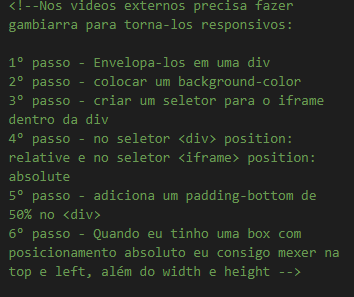 <!--Nos videos externos precisa fazer
gambiarra para torna-los responsivos:
1º passo - Envelopa-los em uma div
2º passo - colocar um background-color
3º passo - criar um seletor para o iframe
dentro da div
4º passo - no seletor <div> position:
relative e no seletor <iframe> position:
absolute
5º passo - adiciona um padding-bottom de
50% no <div>
6º passo - Quando eu tinho uma box com
posicionamento absoluto eu consigo mexer na
top e left, além do width e height -->